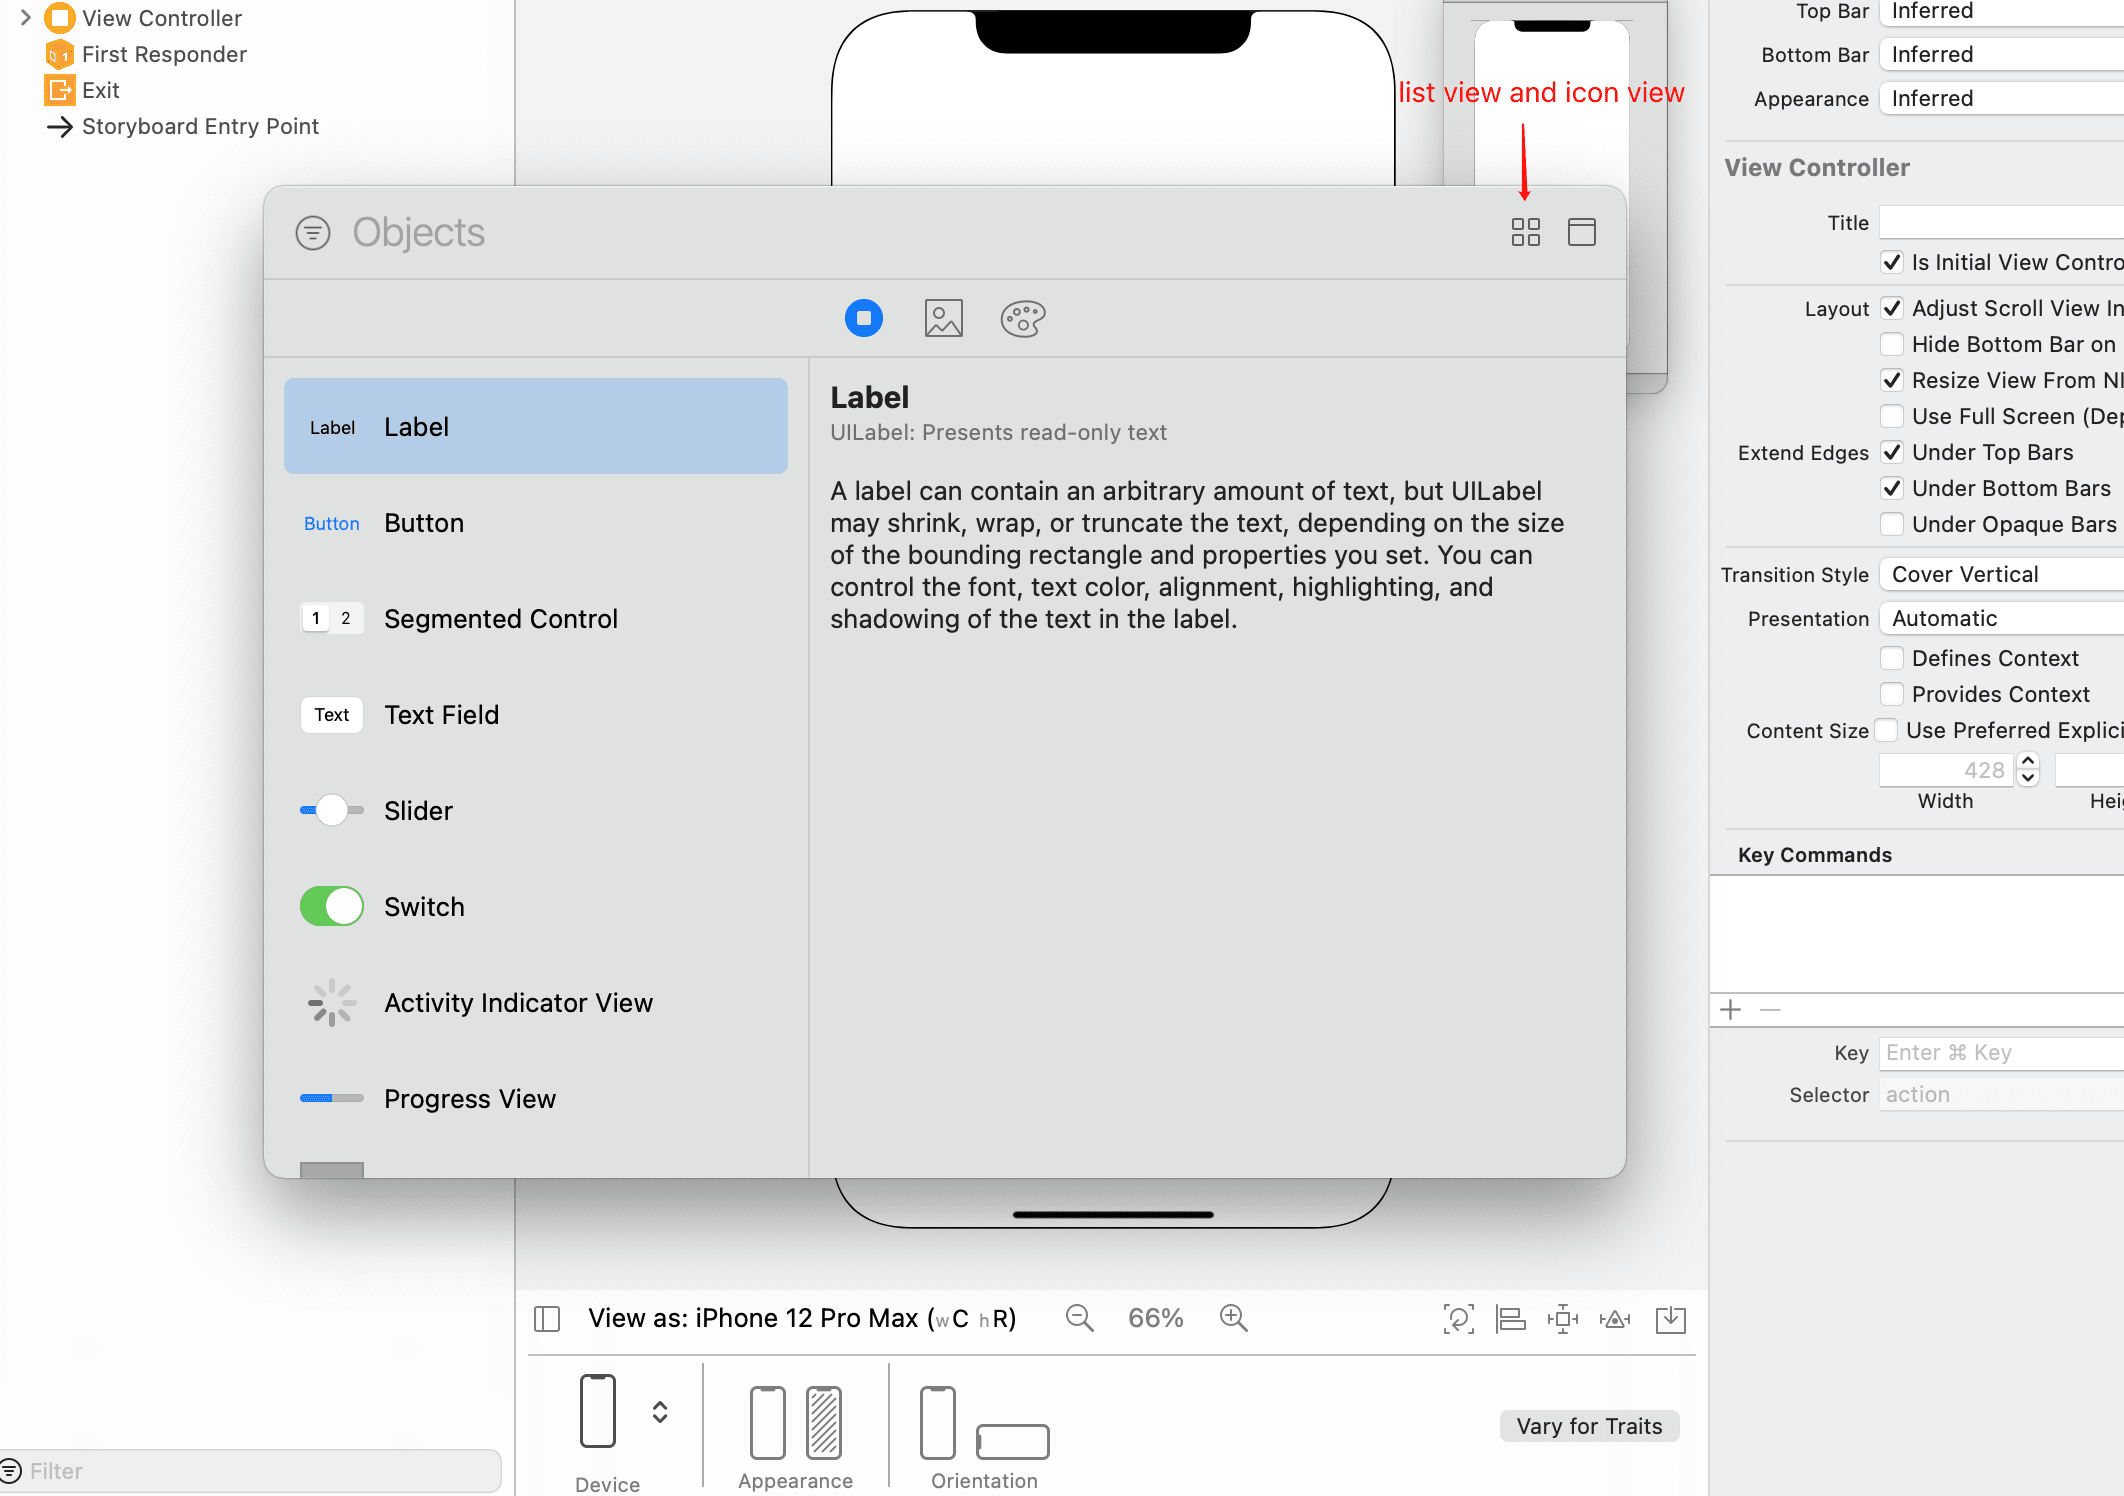 View Controller
First Responder
Exit
Storyboard Entry Point
list view and icon view
Objects
Label Label
Button Button
1 2 Segmented Control
Text Text Field
Slider
Switch
Activity Indicator View
Progress View
Label
UILabel: Presents read-only text
A label can contain an arbitrary amount of text, but UILabel
may shrink, wrap, or truncate the text, depending on the size
of the bounding rectangle and properties you set. You can
control the font, text color, alignment, highlighting, and
shadowing of the text in the label.
View as: iPhone 12 Pro Max (wC hR)
66%
Device
Appearance
Orientation
Vary for Traits
Filter
Top Bar Inferred
Bottom Bar Inferred
Appearance Inferred
View Controller
Title
Is Initial View Contro
Layout Adjust Scroll View In
Hide Bottom Bar on
Resize View From NI
Use Full Screen (Dep
Extend Edges Under Top Bars
Under Bottom Bars
Under Opaque Bars
Transition Style Cover Vertical
Presentation Automatic
Defines Context
Provides Context
Content Size Use Preferred Explici
428
Width Hei
Key Commands
Key Enter ⌘ Key
Selector action